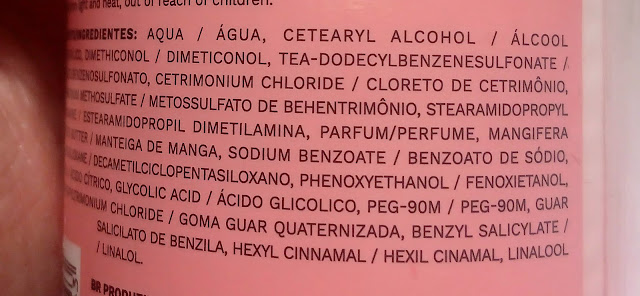 light and heat, out of reach of children.
INGREDIENTES: AQUA / ÁGUA, CETEARYL ALCOHOL / ÁLCOOL
DIMETHICONOL / DIMETICONOL, TEA-DODECYLBENZENESULFONATE /
CETRIMONIUM CHLORIDE / CLORETO DE CETRIMÔNIO,
METHOSULFATE / METOSSULFATO DE BEHENTRIMÔNIO, STEARAMIDOPROPYL
/ ESTEARAMIDOPROPIL DIMETILAMINA, PARFUM/PERFUME, MANGIFERA
BUTTER / MANTEIGA DE MANGA, SODIUM BENZOATE / BENZOATO DE SÓDIO,
/ DECAMETILCICLOPENTASILOXANO, PHENOXYETHANOL / FENOXIETANOL,
ÁCIDO CÍTRICO, GLYCOLIC ACID / ÁCIDO GLICOLICO, PEG-90M / PEG-90M, GUAR
CHLORIDE / GOMA GUAR QUATERNIZADA, BENZYL SALICYLATE /
SALICILATO DE BENZILA, HEXYL CINNAMAL / HEXIL CINAMAL, LINALOOL
/ LINALOL.
BR PRODUT